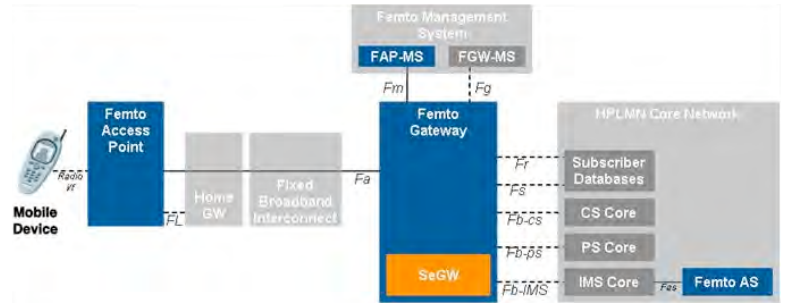 Femto Management
System
FAP-MS
FGW-MS
Fm
Fg
Femto
Access
Point
Femto
Gateway
HPLMN Core Network
Radio
i/f
Mobile
Device
FL
Home
GW
Fixed
Broadband
Interconnect
Fa
Fr
Subscriber
Databases
Fs
CS Core
Fb-cs
PS Core
Fb-ps
SeGW
IMS Core
Fb-IMS
Fas
Femto AS